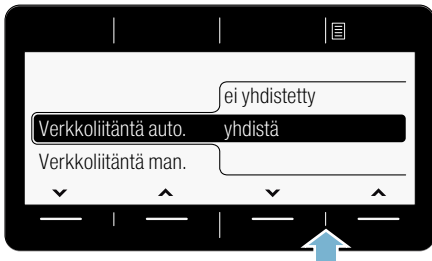 ei yhdistetty
Verkkoliitäntä auto. yhdistä
Verkkoliitäntä man.